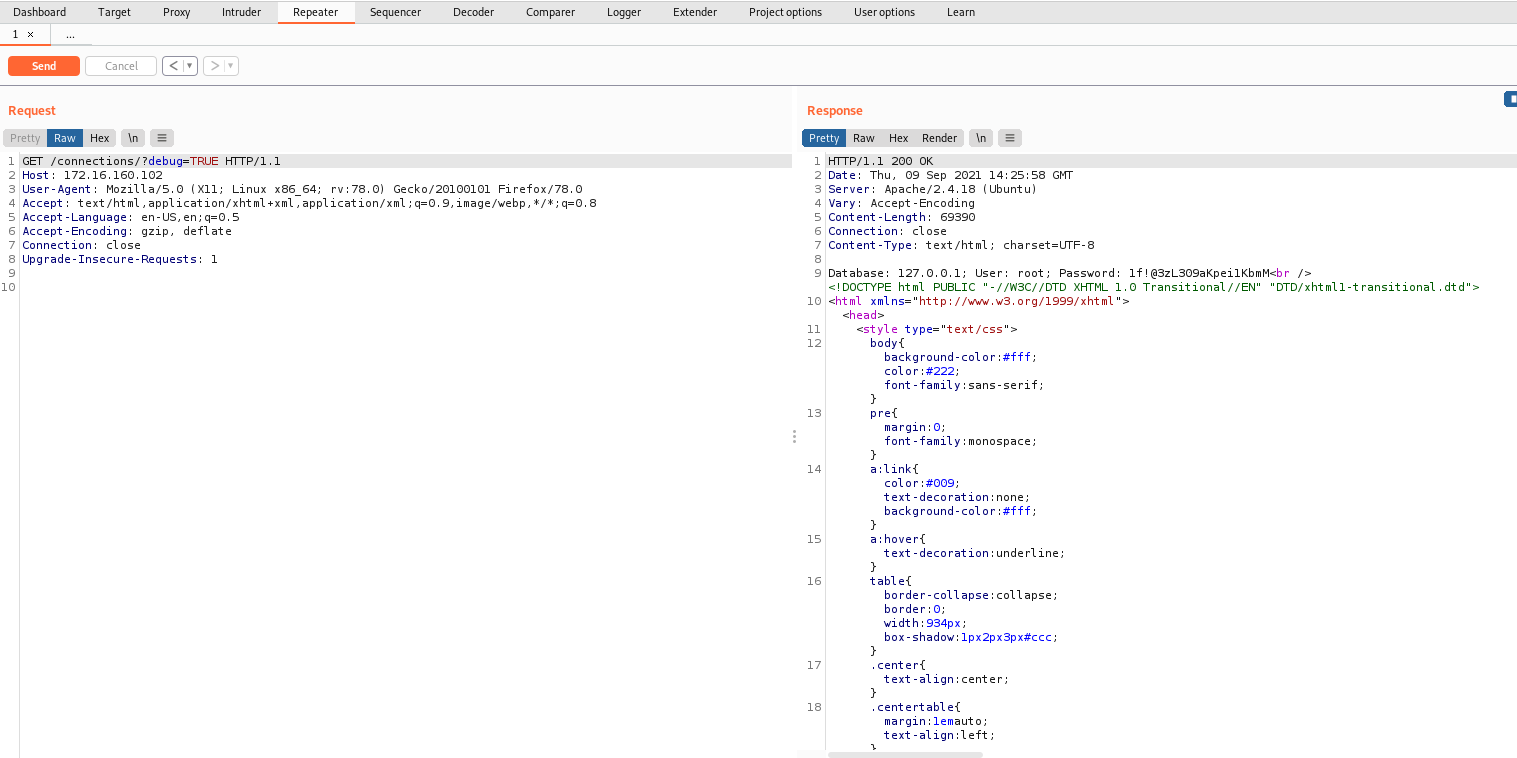 Dashboard Target Proxy Intruder Repeater Sequencer Decoder Comparer Logger Extender Project options User options Learn
1 × ...
Send Cancel < ▾ > ▾
Request
Pretty Raw Hex \n ≡
1 GET /connections/?debug=TRUE HTTP/1.1
2 Host: 172.16.160.102
3 User-Agent: Mozilla/5.0 (X11; Linux x86_64; rv:78.0) Gecko/20100101 Firefox/78.0
4 Accept: text/html,application/xhtml+xml,application/xml;q=0.9,image/webp,*/*;q=0.8
5 Accept-Language: en-US,en;q=0.5
6 Accept-Encoding: gzip, deflate
7 Connection: close
8 Upgrade-Insecure-Requests: 1
9
10
Response
Pretty Raw Hex Render \n ≡
1 HTTP/1.1 200 OK
2 Date: Thu, 09 Sep 2021 14:25:58 GMT
3 Server: Apache/2.4.18 (Ubuntu)
4 Vary: Accept-Encoding
5 Content-Length: 69390
6 Connection: close
7 Content-Type: text/html; charset=UTF-8
8
9 Database: 127.0.0.1; User: root; Password: 1f!@3zL309aKpei1KbmM<br />
<!DOCTYPE html PUBLIC "-//W3C//DTD XHTML 1.0 Transitional//EN" "DTD/xhtml1-transitional.dtd">
10 <html xmlns="http://www.w3.org/1999/xhtml">
<head>
11 <style type="text/css">
12 body{
background-color:#fff;
color:#222;
font-family:sans-serif;
}
13 pre{
margin:0;
font-family:monospace;
}
14 a:link{
color:#009;
text-decoration:none;
background-color:#fff;
}
15 a:hover{
text-decoration:underline;
}
16 table{
border-collapse:collapse;
border:0;
width:934px;
box-shadow:1px2px3px#ccc;
}
17 .center{
text-align:center;
}
18 .centertable{
margin:1emauto;
text-align:left;
}